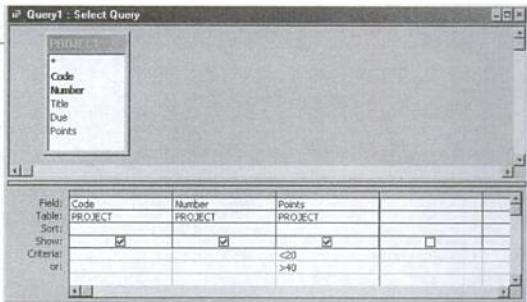 Query1 : Select Query
PROJECT
*
Code
Number
Title
Due
Points
Field: Code Number Points
Table: PROJECT PROJECT PROJECT
Sort:
Show:
Criteria: <20
or: >40